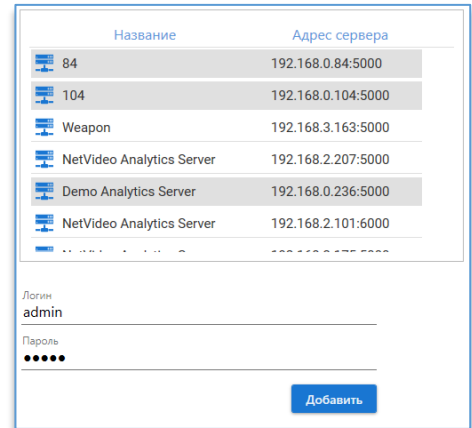 Название Адрес сервера
84 192.168.0.84:5000
104 192.168.0.104:5000
Weapon 192.168.3.163:5000
NetVideo Analytics Server 192.168.2.207:5000
Demo Analytics Server 192.168.0.236:5000
NetVideo Analytics Server 192.168.2.101:6000
Логин
admin
Пароль
●●●●●
Добавить